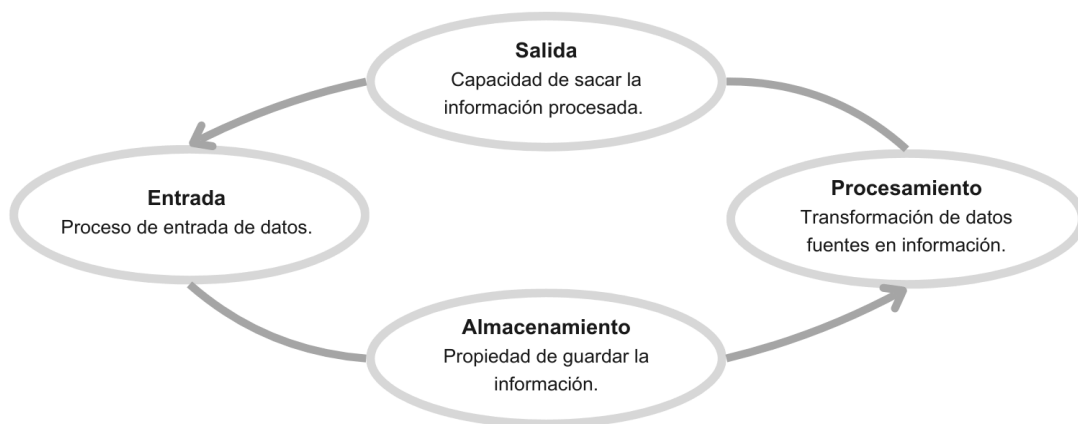 Salida
Capacidad de sacar la
información procesada.
Entrada
Proceso de entrada de datos.
Procesamiento
Transformación de datos
fuentes en información.
Almacenamiento
Propiedad de guardar la
información.